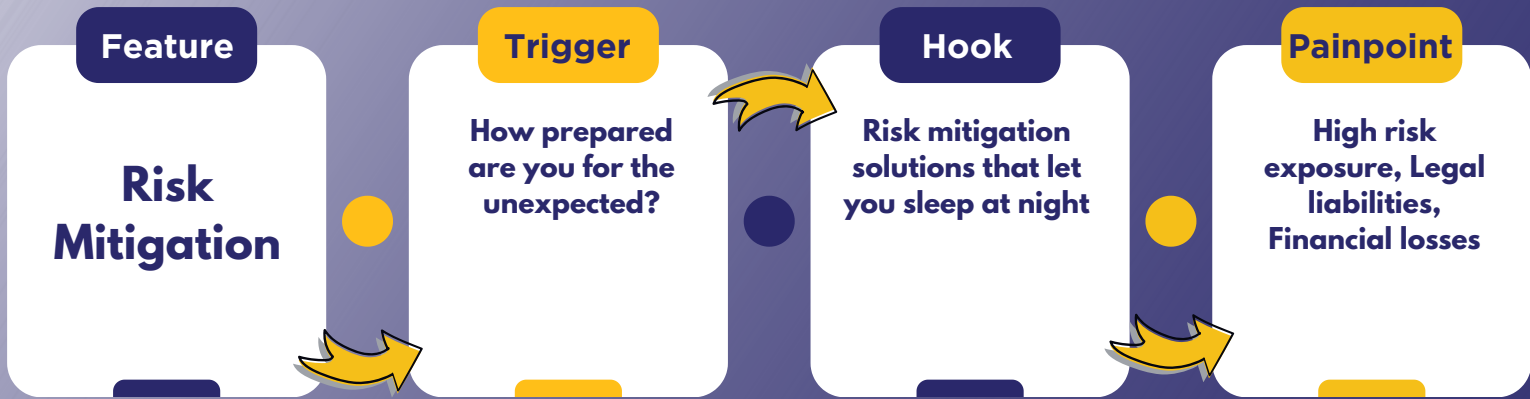 Feature
Risk
Mitigation
Trigger
How prepared
are you for the
unexpected?
Hook
Risk mitigation
solutions that let
you sleep at night
Painpoint
High risk
exposure, Legal
liabilities,
Financial losses